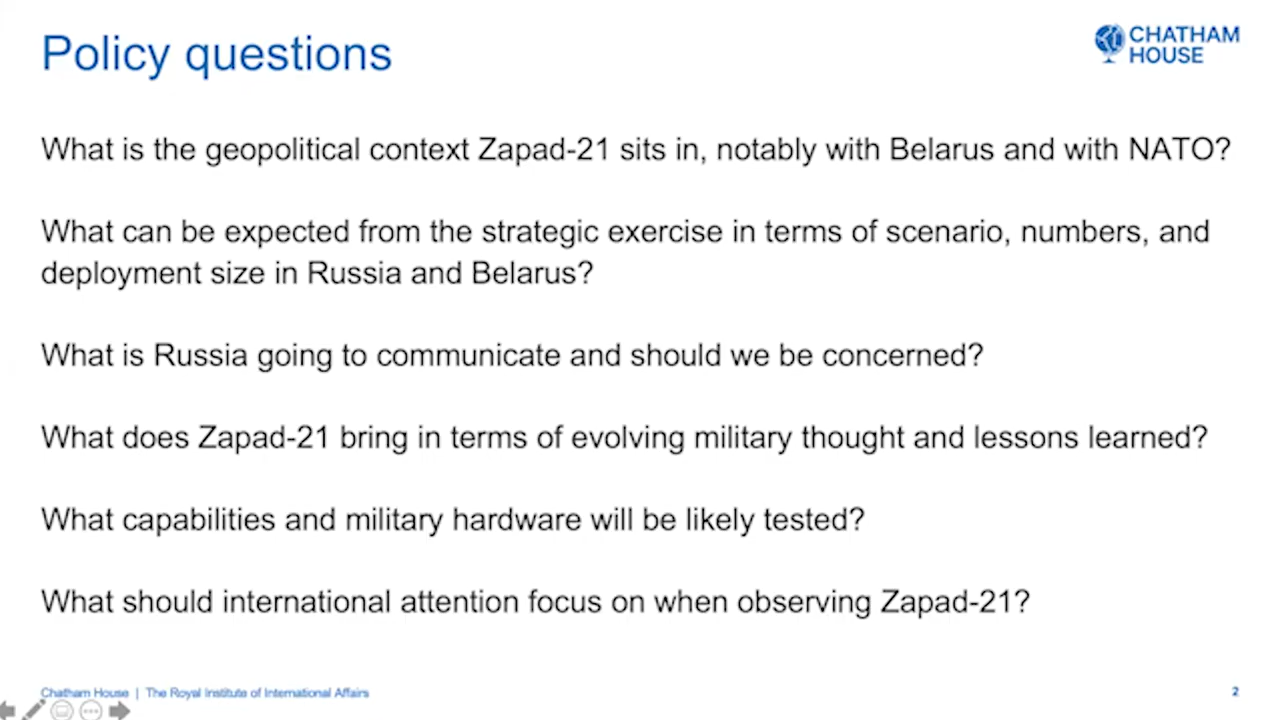 Policy questions
CHATHAM
HOUSE
What is the geopolitical context Zapad-21 sits in, notably with Belarus and with NATO?
What can be expected from the strategic exercise in terms of scenario, numbers, and
deployment size in Russia and Belarus?
What is Russia going to communicate and should we be concerned?
What does Zapad-21 bring in terms of evolving military thought and lessons learned?
What capabilities and military hardware will be likely tested?
What should international attention focus on when observing Zapad-21?
Chatham House | The Royal Institute of International Affairs
2